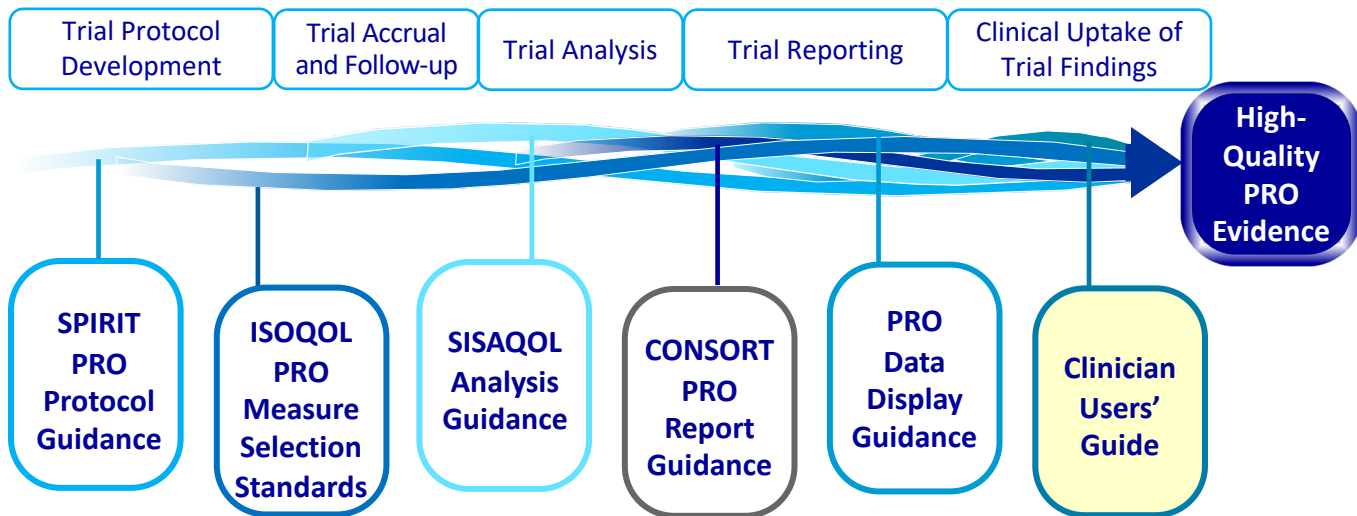 Trial Protocol
Development
Trial Accrual
and Follow-up
Trial Analysis
Trial Reporting
Clinical Uptake of
Trial Findings
High-
Quality
PRO
Evidence
SPIRIT
PRO
Protocol
Guidance
ISOQOL
PRO
Measure
Selection
Standards
SISAQOL
Analysis
Guidance
CONSORT
PRO
Report
Guidance
PRO
Data
Display
Guidance
Clinician
Users’
Guide